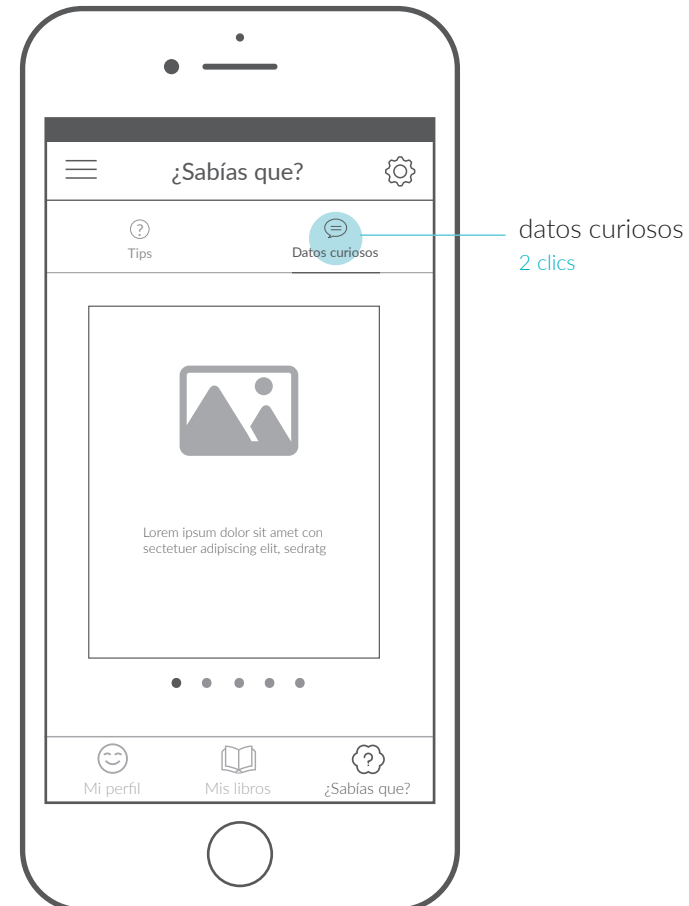 ¿Sabías que?
Tips
Datos curiosos
datos curiosos
2 clics
Lorem ipsum dolor sit amet con
sectetuer adipiscing elit, sedratg
Mi perfil
Mis libros
¿Sabías que?